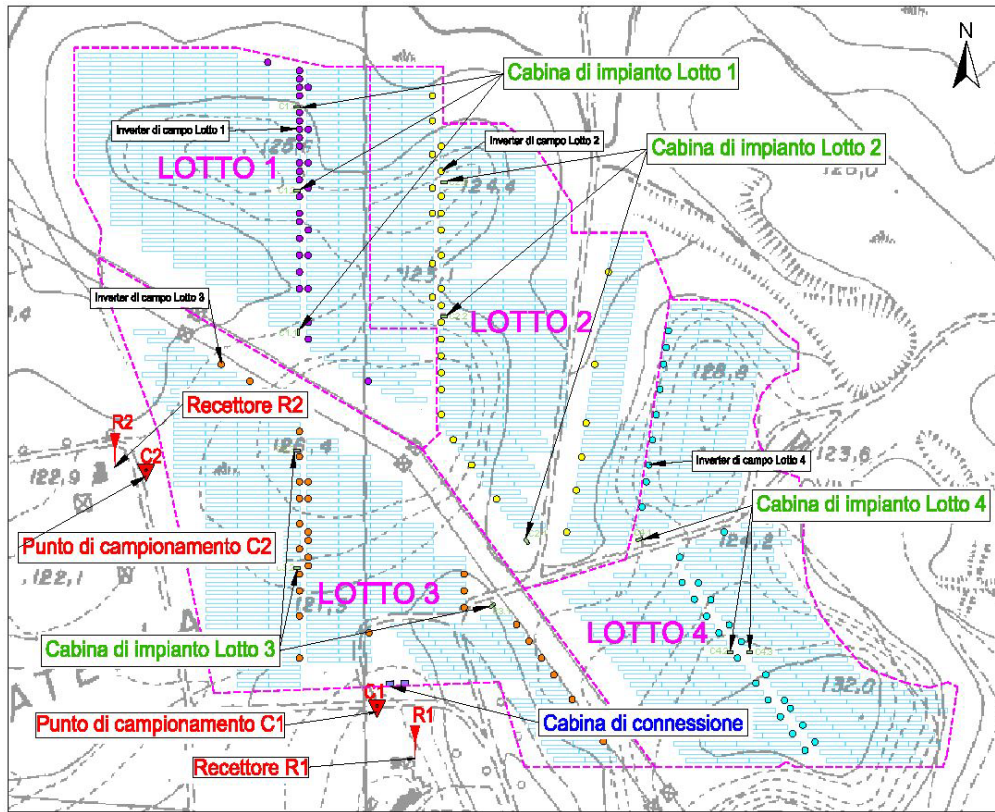 N
Cabina di impianto Lotto 1
Inverter di campo Lotto 1
Inverter di campo Lotto 2
Cabina di impianto Lotto 2
LOTTO 1
124,4
125,1
Inverter di campo Lotto 3
LOTTO 2
128,8
Recettore R2
R2
C2
126,4
122,9
Inverter di campo Lotto 4
123,6
Cabina di impianto Lotto 4
Punto di campionamento C2
122,1
LOTTO 3
LOTTO 4
Cabina di impianto Lotto 3
132,0
C1
Punto di campionamento C1
R1
Cabina di connessione
Recettore R1